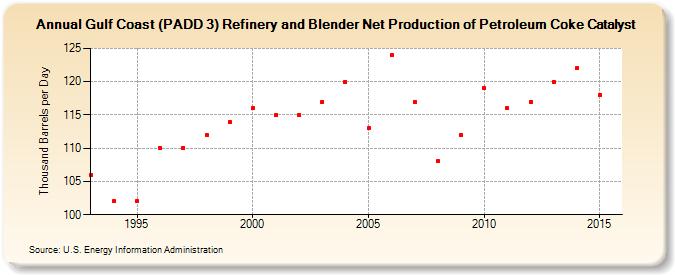 Annual Gulf Coast (PADD 3) Refinery and Blender Net Production of Petroleum Coke Catalyst
Thousand Barrels per Day
125
120
115
110
105
100
1995 2000 2005 2010 2015
Source: U.S. Energy Information Administration